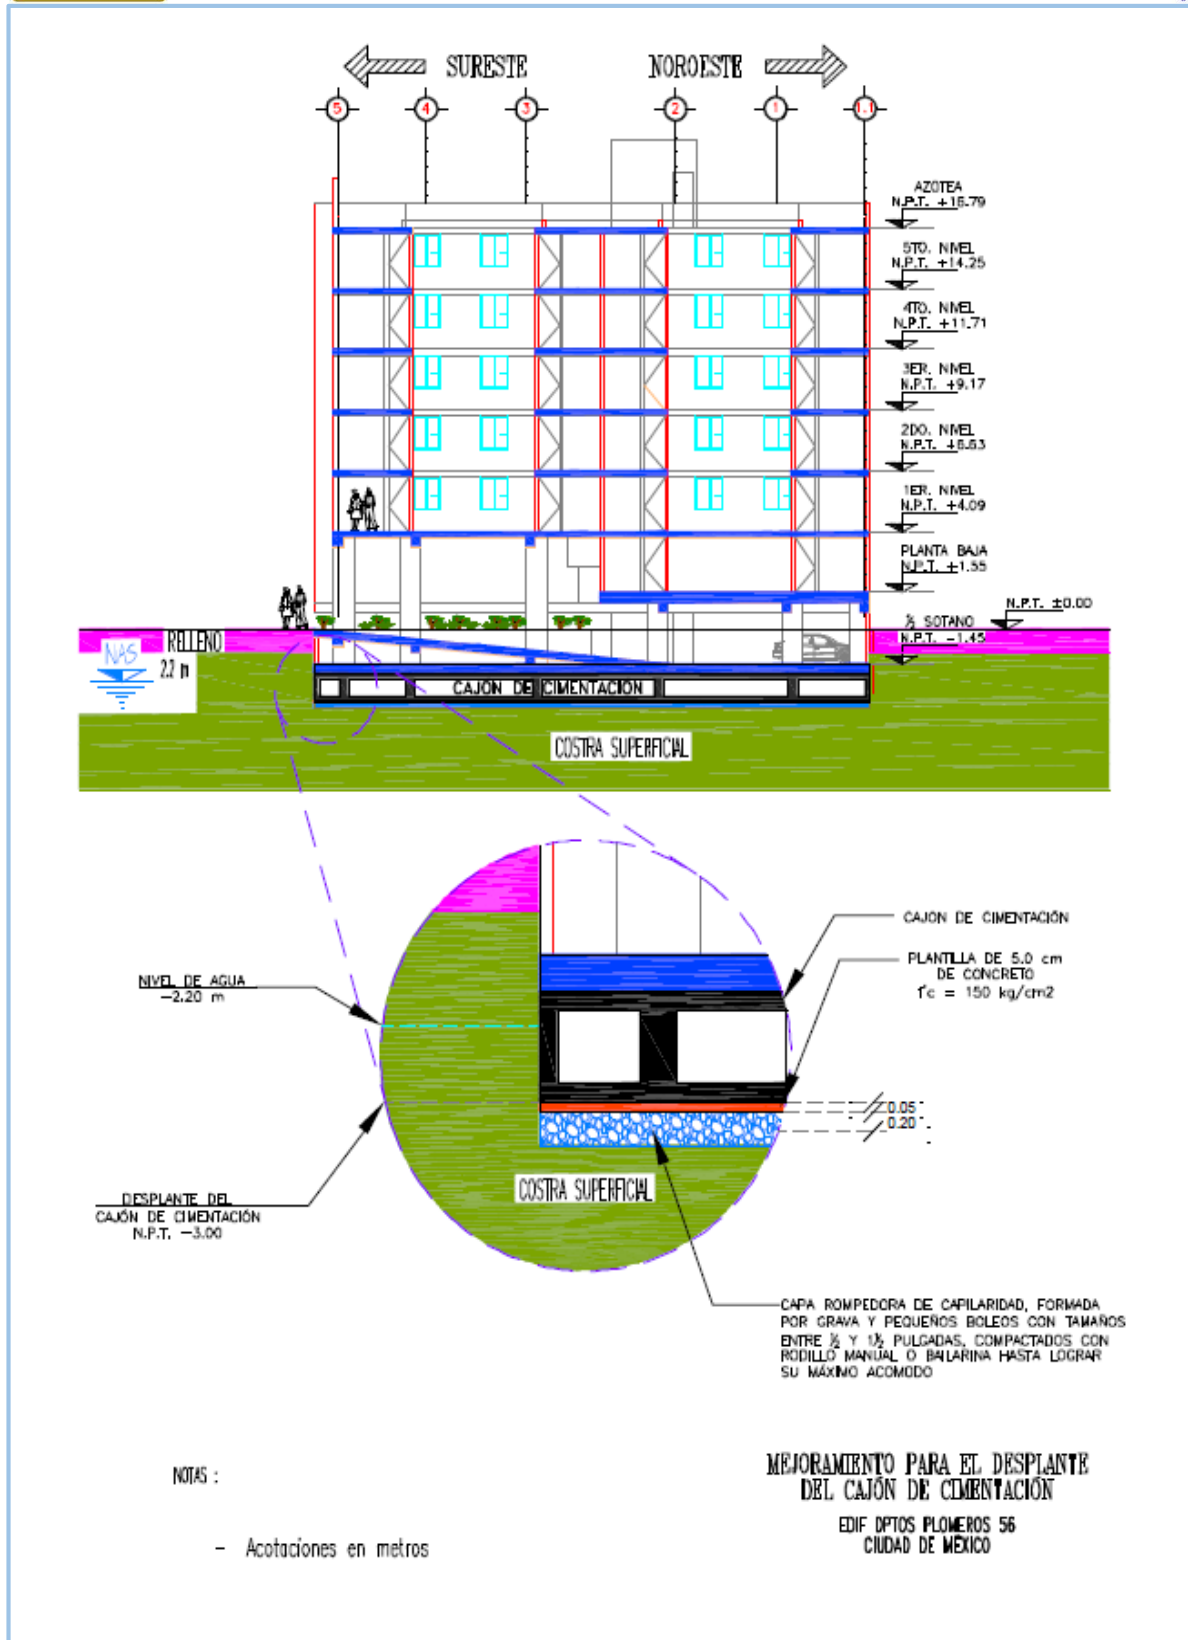 SURESTE
NOROESTE
5
4
3
2
1
1.1
AZOTEA
N.P.T. +16.79
5TO. NIVEL
N.P.T. +14.25
4TO. NIVEL
N.P.T. +11.71
3ER. NIVEL
N.P.T. +9.17
2DO. NIVEL
N.P.T. +6.63
1ER. NIVEL
N.P.T. +4.09
PLANTA BAJA
N.P.T. +1.55
N.P.T. ±0.00
½ SOTANO
N.P.T. -1.45
RELLENO
NAS
2.2 m
CAJÓN DE CIMENTACIÓN
COSTRA SUPERFICIAL
CAJON DE CIMENTACIÓN
PLANTILLA DE 5.0 cm
DE CONCRETO
f'c = 150 kg/cm2
NIVEL DE AGUA
-2.20 m
0.05
0.20
COSTRA SUPERFICIAL
DESPLANTE DEL
CAJÓN DE CIMENTACIÓN
N.P.T. -3.00
CAPA ROMPEDORA DE CAPILARIDAD, FORMADA
POR GRAVA Y PEQUEÑOS BOLEOS CON TAMAÑOS
ENTRE ½ Y 1½ PULGADAS, COMPACTADOS CON
RODILLO MANUAL O BAILARINA HASTA LOGRAR
SU MÁXIMO ACOMODO
NOTAS :
- Acotaciones en metros
MEJORAMIENTO PARA EL DESPLANTE
DEL CAJÓN DE CIMENTACIÓN
EDIF DPTOS PLOMEROS 56
CIUDAD DE MÉXICO